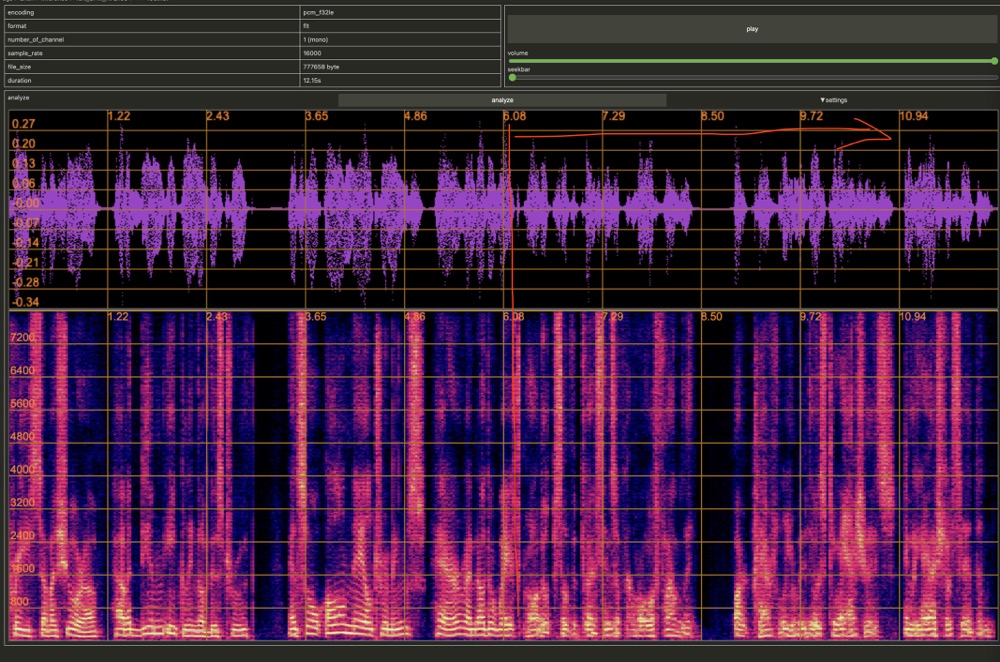 encoding pcm_f32le
format flt
number_of_channel 1 (mono)
sample_rate 16000
file_size 777658 byte
duration 12.15s
play
volume
seekbar
analyze
analyze
▼settings
1.22 2.43 3.65 4.86 6.08 7.29 8.50 9.72 10.94
0.27
0.20
0.13
0.06
-0.00
-0.07
-0.14
-0.21
-0.28
-0.34
1.22 2.43 3.65 4.86 6.08 7.29 8.50 9.72 10.94
7200
6400
5600
4800
4000
3200
2400
1600
800